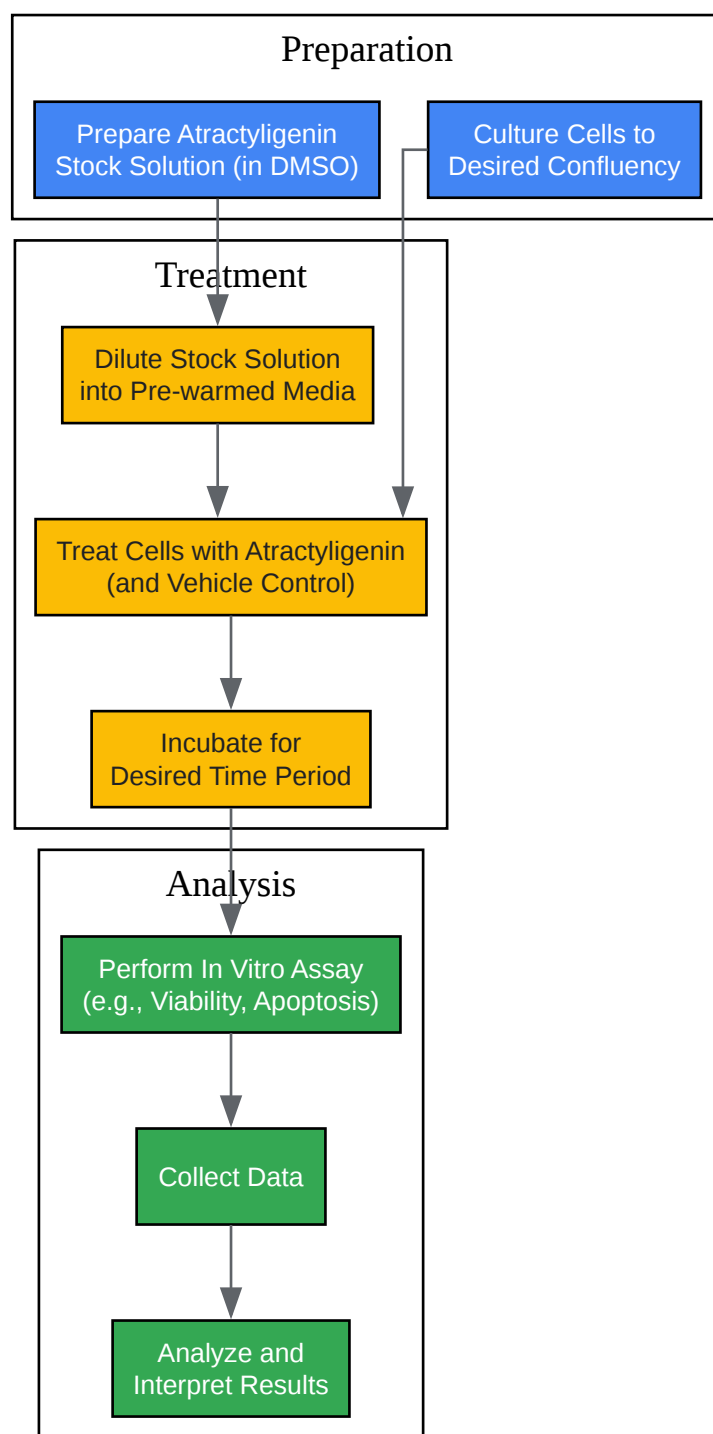 Preparation
Prepare Atractyligenin
Stock Solution (in DMSO)
Culture Cells to
Desired Confluency
Treatment
Dilute Stock Solution
into Pre-warmed Media
Treat Cells with Atractyligenin
(and Vehicle Control)
Incubate for
Desired Time Period
Analysis
Perform In Vitro Assay
(e.g., Viability, Apoptosis)
Collect Data
Analyze and
Interpret Results